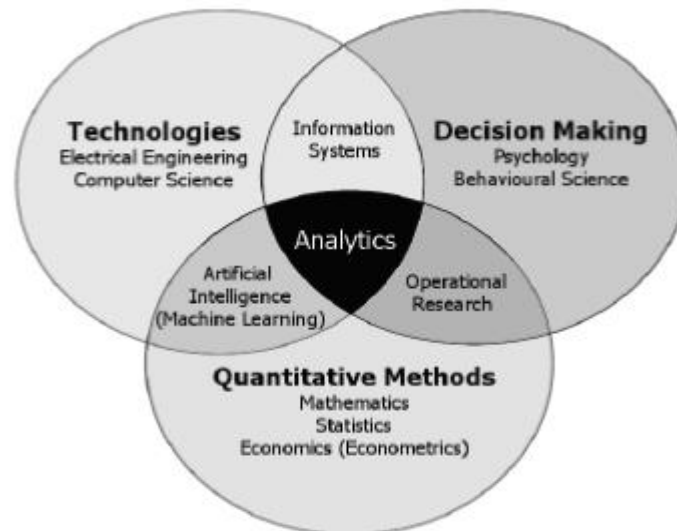 Technologies
Electrical Engineering
Computer Science
Information
Systems
Decision Making
Psychology
Behavioural Science
Analytics
Artificial
Intelligence
(Machine Learning)
Operational
Research
Quantitative Methods
Mathematics
Statistics
Economics (Econometrics)